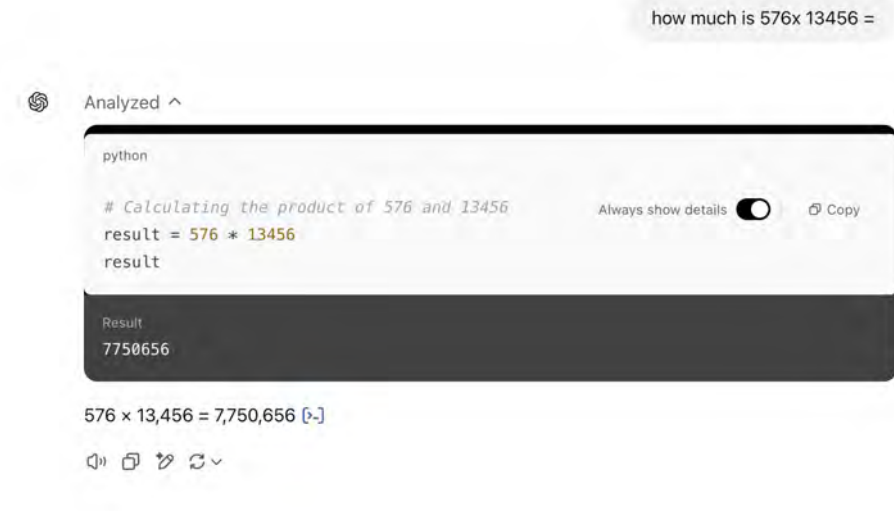 how much is 576x 13456 =
Analyzed
python
# Calculating the product of 576 and 13456
Always show details
Copy
result = 576 * 13456
result
Result
7750656
576 × 13,456 = 7,750,656 [>-]